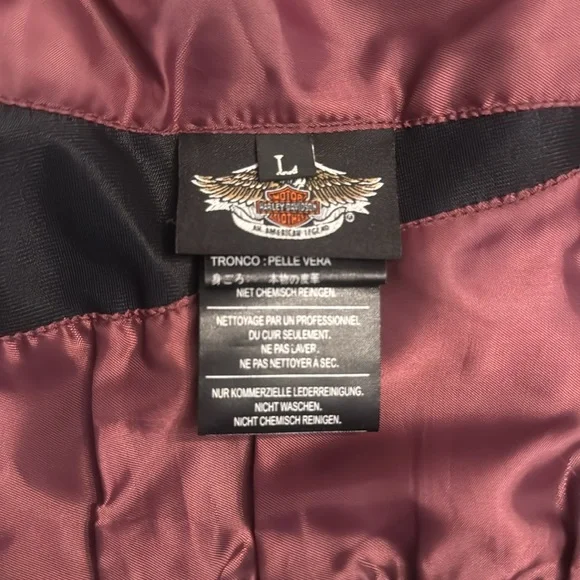 L
MOTOR
HARLEY-DAVIDSON
AN AMERICAN LEGEND
®
TRONCO : PELLE VERA
身ごろ: 本物の皮革
NIET CHEMISCH REINIGEN.
NETTOYAGE PAR UN PROFESSIONNEL
DU CUIR SEULEMENT.
NE PAS LAVER.
NE PAS NETTOYER À SEC.
NUR KOMMERZIELLE LEDERREINIGUNG.
NICHT WASCHEN.
NICHT CHEMISCH REINIGEN.